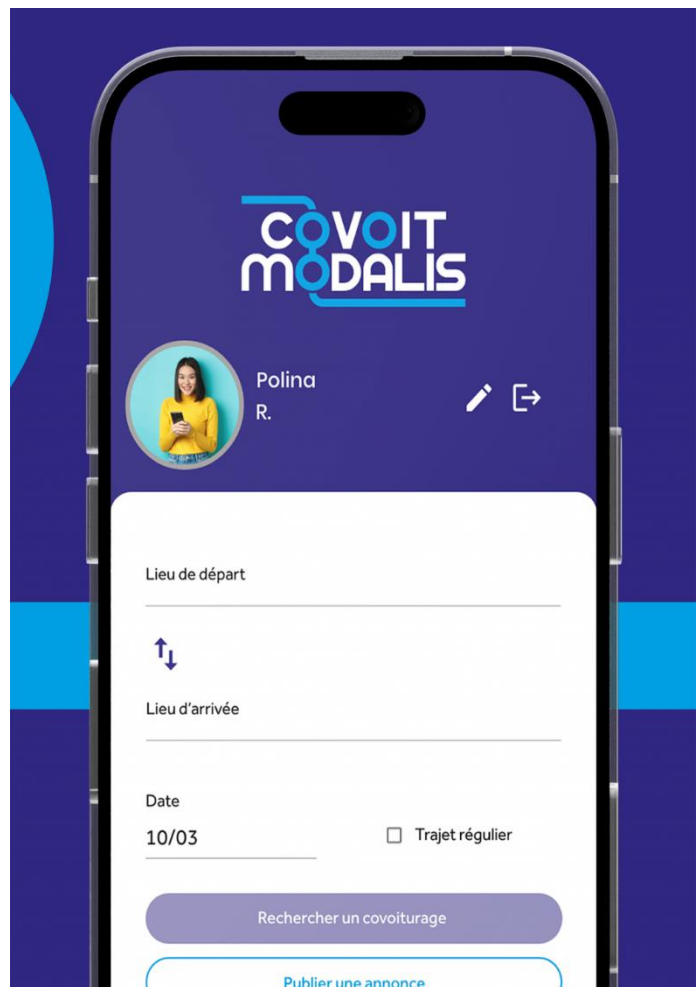 COVOIT
MODALIS
Polina
R.
Lieu de départ
Lieu d'arrivée
Date
10/03
Trajet régulier
Rechercher un covoiturage
Publier une annonce